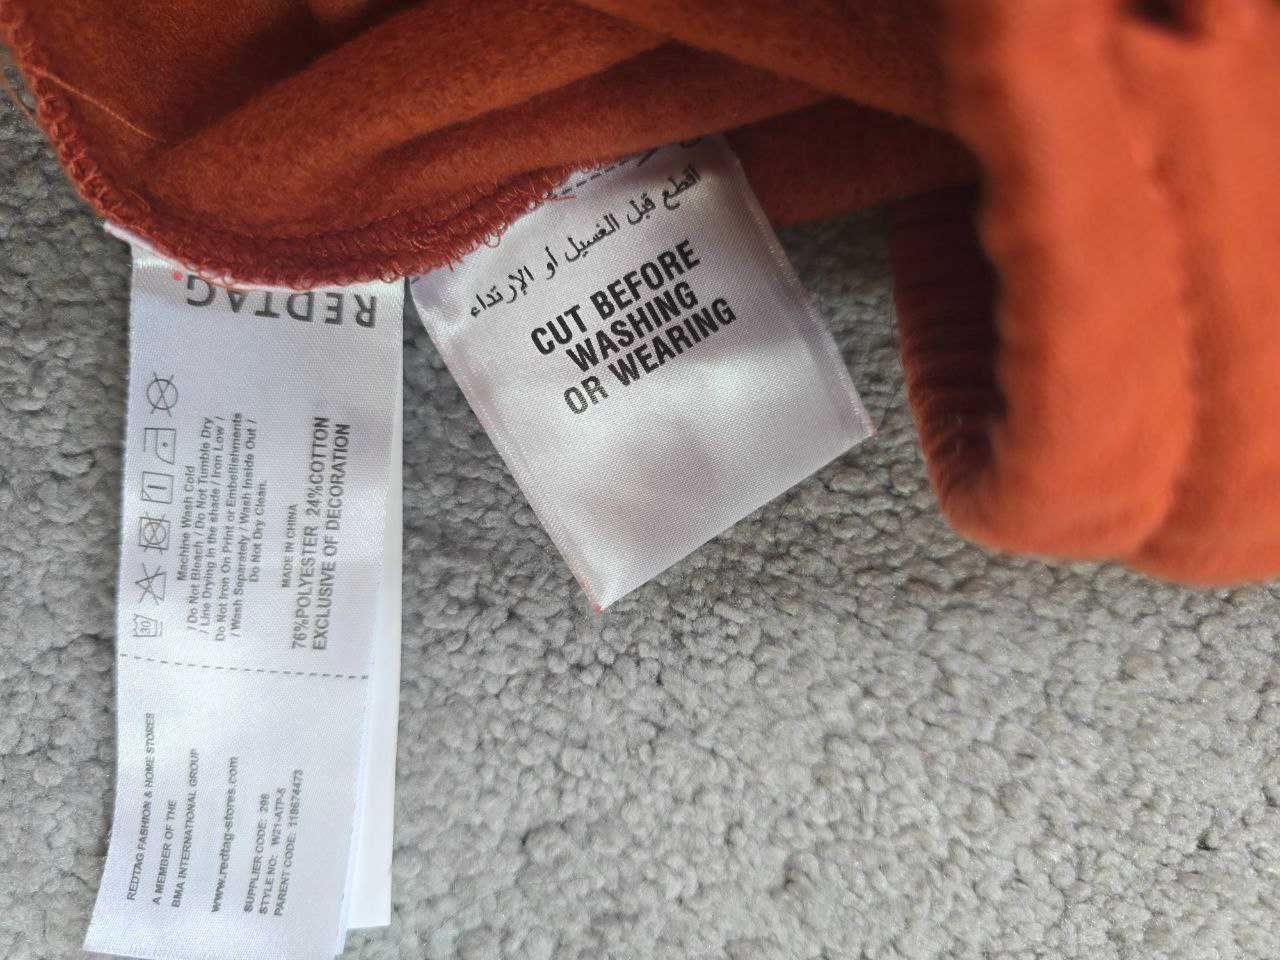 REDTAG
Machine Wash Cold
/ Do Not Bleach / Do Not Tumble Dry
/ Line Drying In the shade / Iron Low /
Do Not Iron On Print or Embellishments
/ Wash Separately / Wash Inside Out /
Do Not Dry Clean.
MADE IN CHINA
76%POLYESTER 24%COTTON
EXCLUSIVE OF DECORATION
REDTAG FASHION & HOME STORES
A MEMBER OF THE
BMA INTERNATIONAL GROUP
www.redtag-stores.com
SUPPLIER CODE: 298
STYLE NO: W21-ATP-5
PARENT CODE: 118674473
اقطع قبل الغسيل أو الإرتداء
CUT BEFORE
WASHING
OR WEARING
30